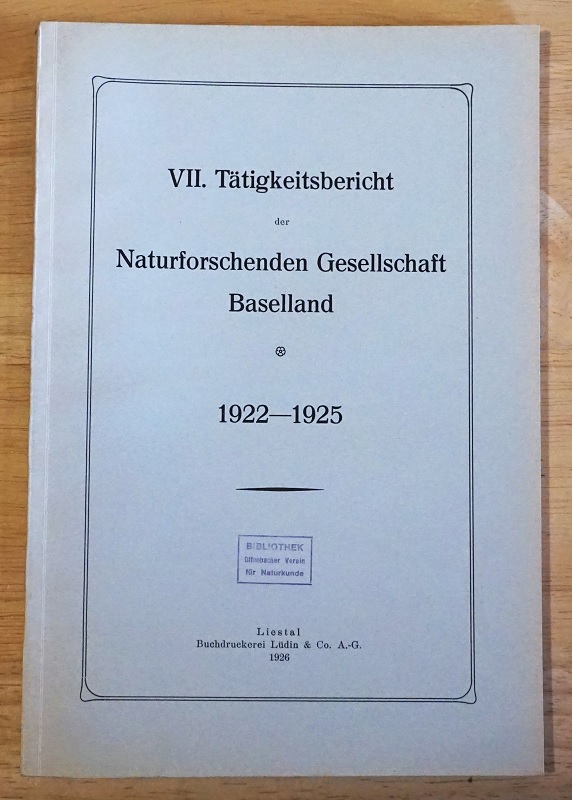 VII. Tätigkeitsbericht
der
Naturforschenden Gesellschaft
Baselland
1922—1925
BIBLIOTHEK
Offenbacher Verein
für Naturkunde
Liestal
Buchdruckerei Lüdin & Co. A.-G.
1926